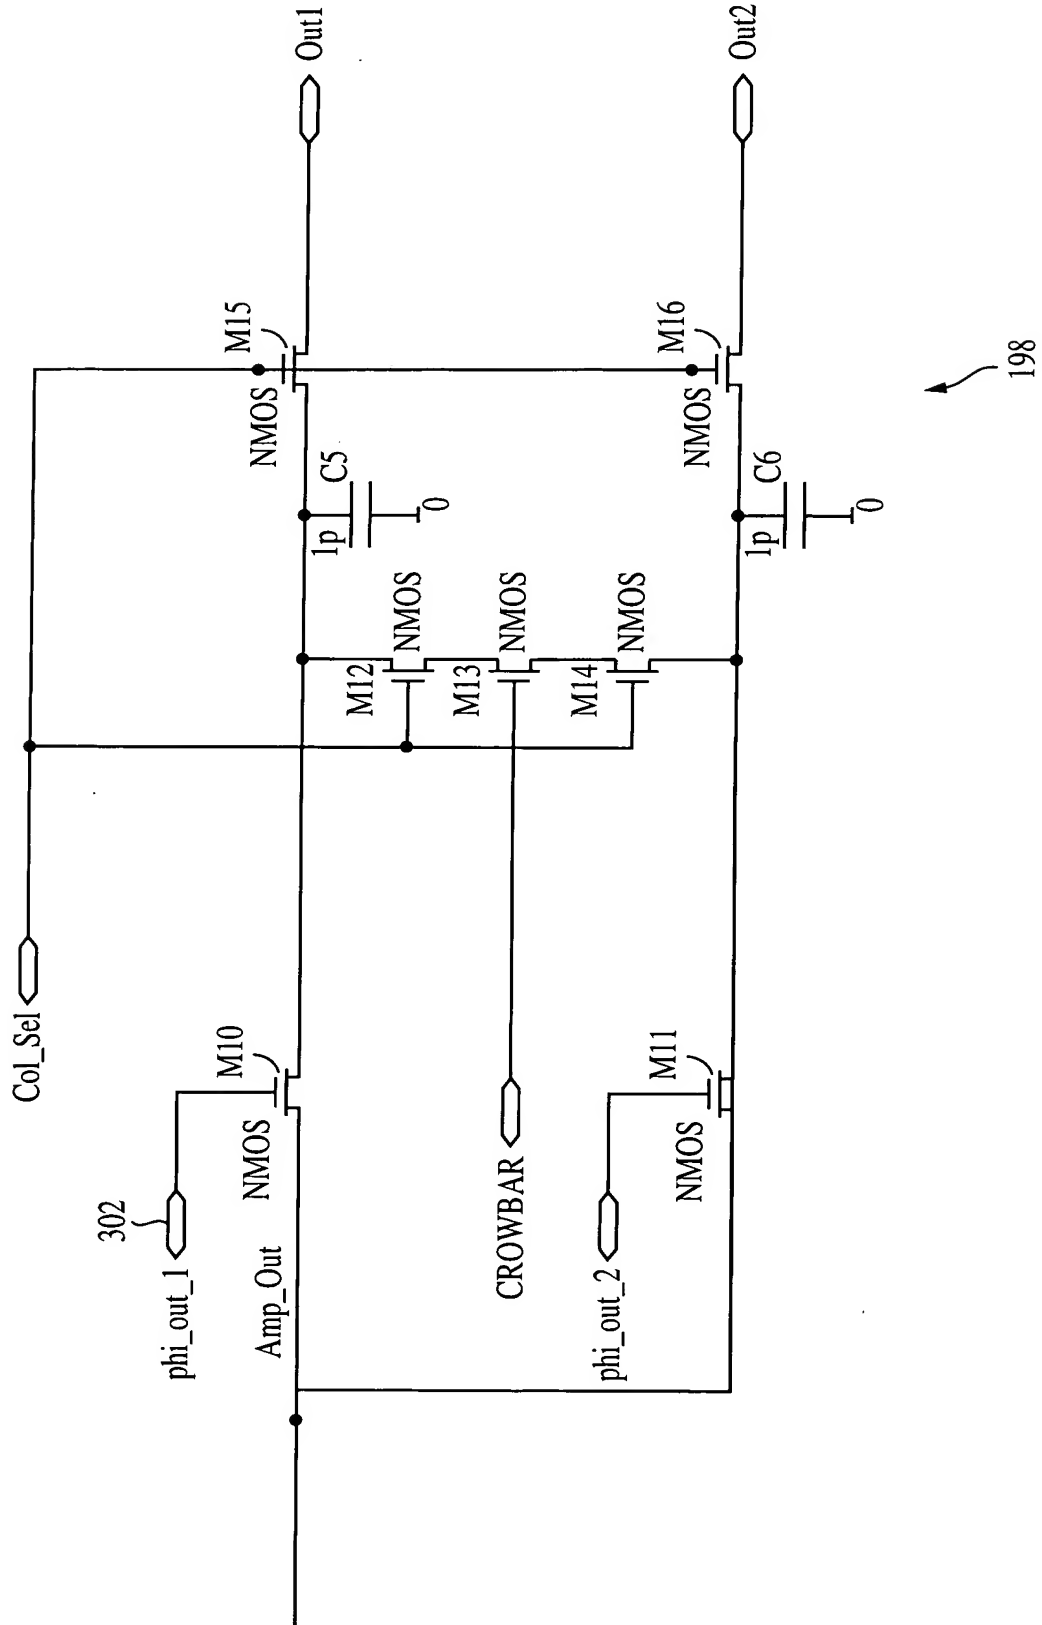 Col_Sel
302
phi_out_1
M10
NMOS
Amp_Out
CROWBAR
phi_out_2
M11
NMOS
M12
NMOS
M13
NMOS
M14
NMOS
1p
C5
0
1p
C6
0
M15
NMOS
M16
NMOS
Out1
Out2
198